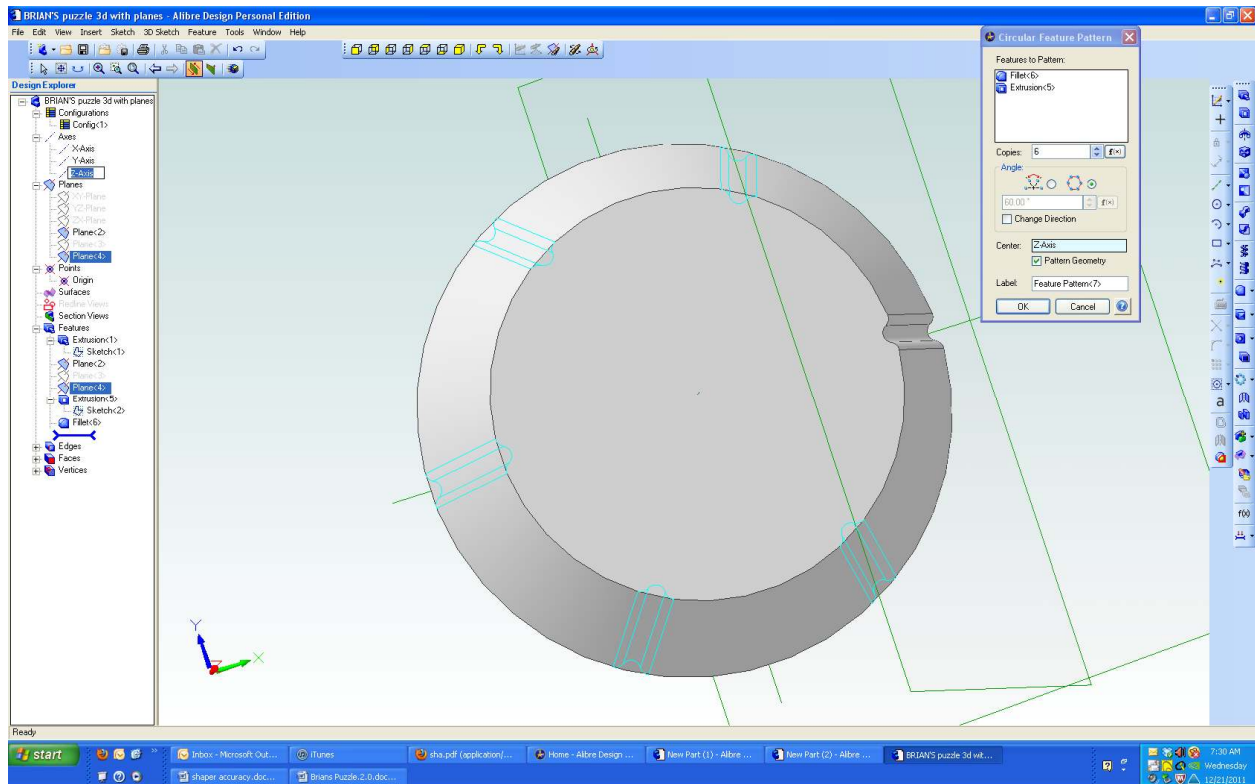 BRIAN'S puzzle 3d with planes - Alibre Design Personal Edition
File Edit View Insert Sketch 3D Sketch Feature Tools Window Help
Design Explorer
BRIAN'S puzzle 3d with planes
Configurations
Config<1>
Axes
X-Axis
Y-Axis
Z-Axis
Planes
XY-Plane
YZ-Plane
ZX-Plane
Plane<2>
Plane<3>
Plane<4>
Points
Origin
Surfaces
Redline Views
Section Views
Features
Extrusion<1>
Sketch<1>
Plane<2>
Plane<3>
Plane<4>
Extrusion<5>
Sketch<2>
Fillet<6>
Edges
Faces
Vertices
Circular Feature Pattern
Features to Pattern:
Fillet<6>
Extrusion<5>
Copies: 6 f(x)
Angle:
60.00 ° f(x)
Change Direction
Center: Z-Axis
Pattern Geometry
Label: Feature Pattern<7>
OK Cancel
a
f(x)
Y
X
Z
Ready
start
Inbox - Microsoft Out...
iTunes
sha.pdf (application/...
Home - Alibre Design ...
New Part (1) - Alibre ...
New Part (2) - Alibre ...
BRIAN'S puzzle 3d wit...
shaper accuracy.doc...
Brians Puzzle.2.0.doc...
7:30 AM
Wednesday
12/21/2011